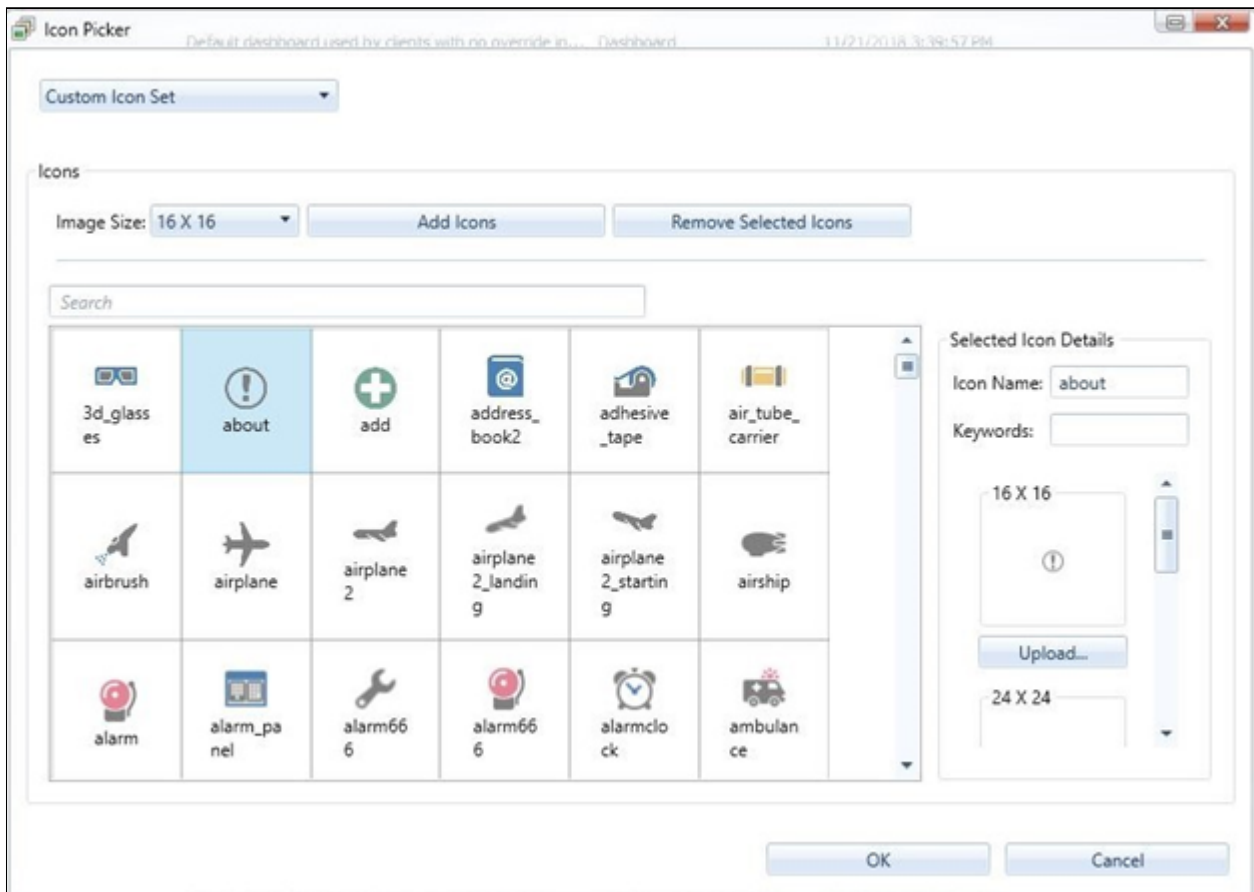 Icon Picker
Default dashboard used by clients with no override in... Dashboard 11/21/2018 3:39:57 PM
Custom Icon Set
Icons
Image Size: 16 X 16 Add Icons Remove Selected Icons
Search
3d_glass
es
about
add
address_
book2
adhesive
_tape
air_tube_
carrier
airbrush
airplane
airplane
2
airplane
2_landin
g
airplane
2_startin
g
airship
alarm
alarm_pa
nel
alarm66
6
alarm66
6
alarmclo
ck
ambulan
ce
Selected Icon Details
Icon Name: about
Keywords:
16 X 16
Upload...
24 X 24
OK Cancel